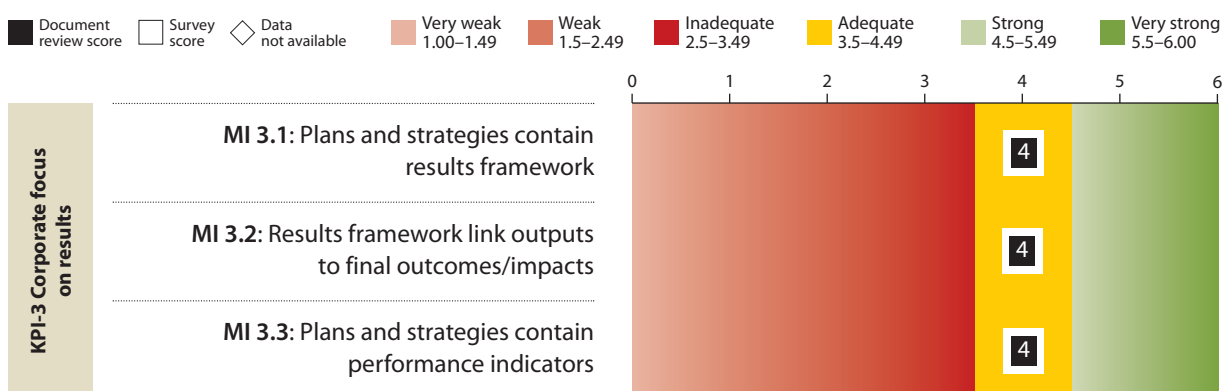 Document
review score
Survey
score
Data
not available
Very weak
1.00–1.49
Weak
1.5–2.49
Inadequate
2.5–3.49
Adequate
3.5–4.49
Strong
4.5–5.49
Very strong
5.5–6.00
0 1 2 3 4 5 6
KPI-3 Corporate focus
on results
MI 3.1: Plans and strategies contain
results framework
4
MI 3.2: Results framework link outputs
to final outcomes/impacts
4
MI 3.3: Plans and strategies contain
performance indicators
4